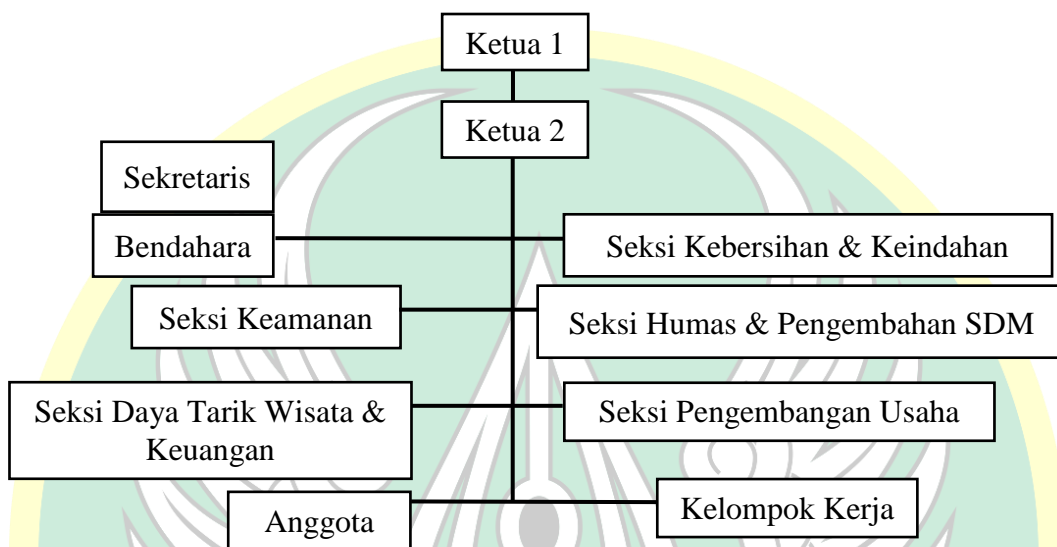 Ketua 1
Ketua 2
Sekretaris
Bendahara
Seksi Kebersihan & Keindahan
Seksi Keamanan
Seksi Humas & Pengembahan SDM
Seksi Daya Tarik Wisata &
Keuangan
Seksi Pengembangan Usaha
Anggota
Kelompok Kerja